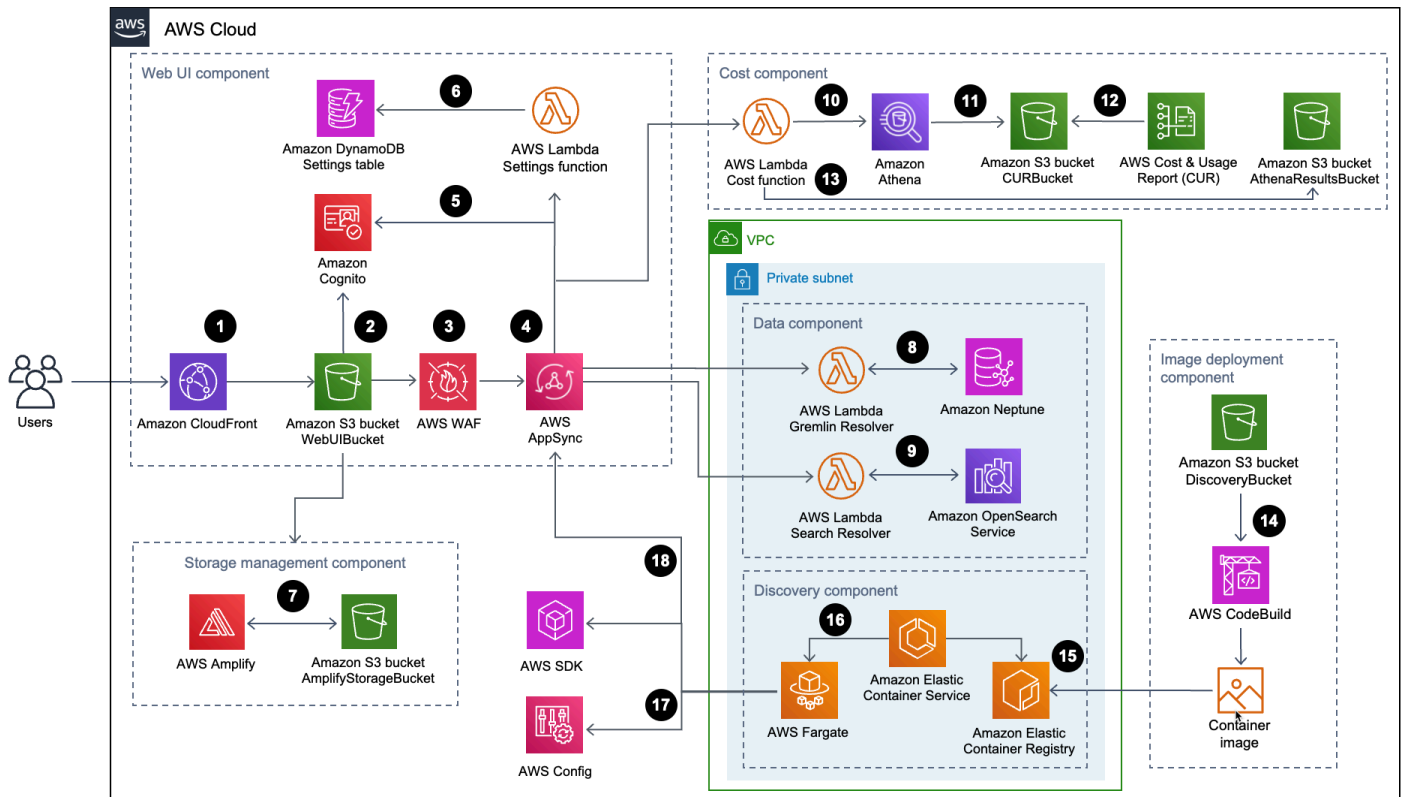 aws
AWS Cloud
Web UI component
6
Amazon DynamoDB
Settings table
AWS Lambda
Settings function
5
Amazon
Cognito
1
2
3
4
Users
Amazon CloudFront
Amazon S3 bucket
WebUIBucket
AWS WAF
AWS
AppSync
Cost component
10
11
12
AWS Lambda
Cost function
Amazon
Athena
Amazon S3 bucket
CURBucket
AWS Cost & Usage
Report (CUR)
Amazon S3 bucket
AthenaResultsBucket
13
VPC
Private subnet
Data component
8
AWS Lambda
Gremlin Resolver
Amazon Neptune
9
AWS Lambda
Search Resolver
Amazon OpenSearch
Service
Image deployment
component
Amazon S3 bucket
DiscoveryBucket
14
AWS CodeBuild
Container
image
Storage management component
7
AWS Amplify
Amazon S3 bucket
AmplifyStorageBucket
18
AWS SDK
17
AWS Config
Discovery component
16
Amazon Elastic
Container Service
15
AWS Fargate
Amazon Elastic
Container Registry